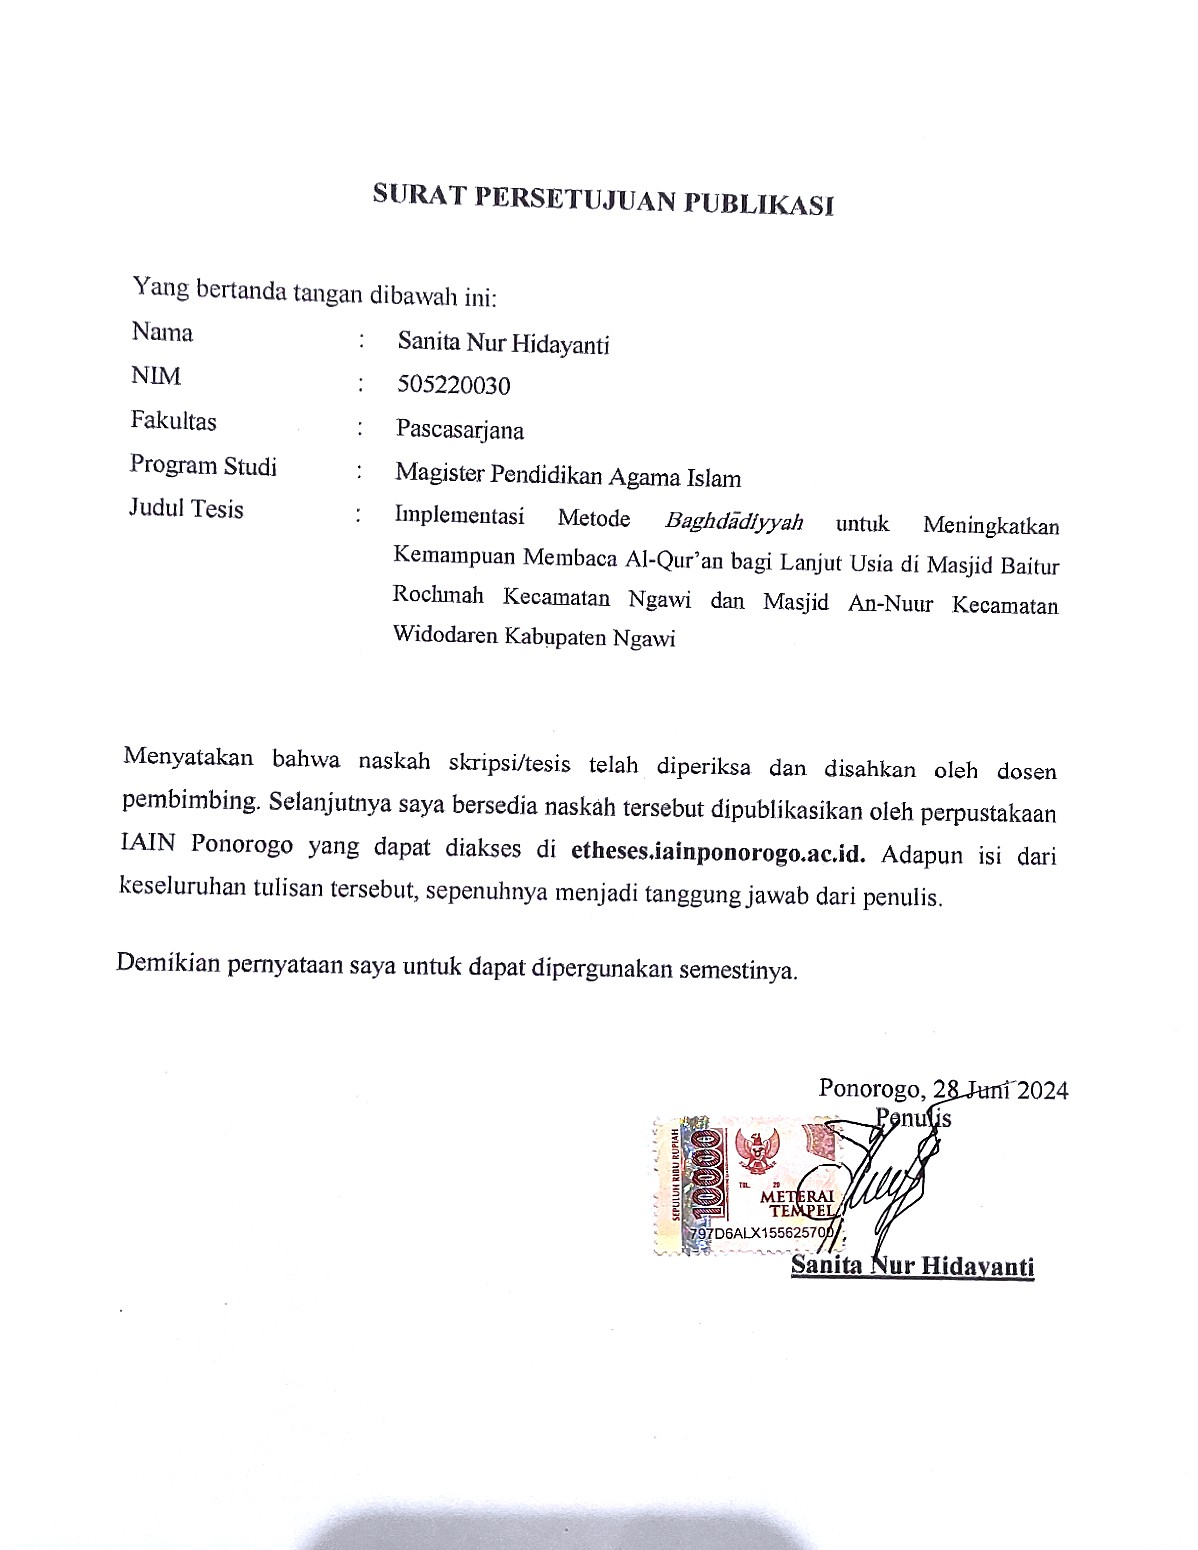 SURAT PERSETUJUAN PUBLIKASI
Yang bertanda tangan dibawah ini:
Nama : Sanita Nur Hidayanti
NIM : 505220030
Fakultas : Pascasarjana
Program Studi : Magister Pendidikan Agama Islam
Judul Tesis : Implementasi Metode Baghdādiyyah untuk Meningkatkan
Kemampuan Membaca Al-Qur'an bagi Lanjut Usia di Masjid Baitur
Rochmah Kecamatan Ngawi dan Masjid An-Nuur Kecamatan
Widodaren Kabupaten Ngawi
Menyatakan bahwa naskah skripsi/tesis telah diperiksa dan disahkan oleh dosen
pembimbing. Selanjutnya saya bersedia naskah tersebut dipublikasikan oleh perpustakaan
IAIN Ponorogo yang dapat diakses di etheses.iainponorogo.ac.id. Adapun isi dari
keseluruhan tulisan tersebut, sepenuhnya menjadi tanggung jawab dari penulis.
Demikian pernyataan saya untuk dapat dipergunakan semestinya.
Ponorogo, 28 Juni 2024
Penulis
SEPULUH RIBU RUPIAH
10000
TGL. 20
METERAI
TEMPEL
797D6ALX155625700
Sanita Nur Hidayanti